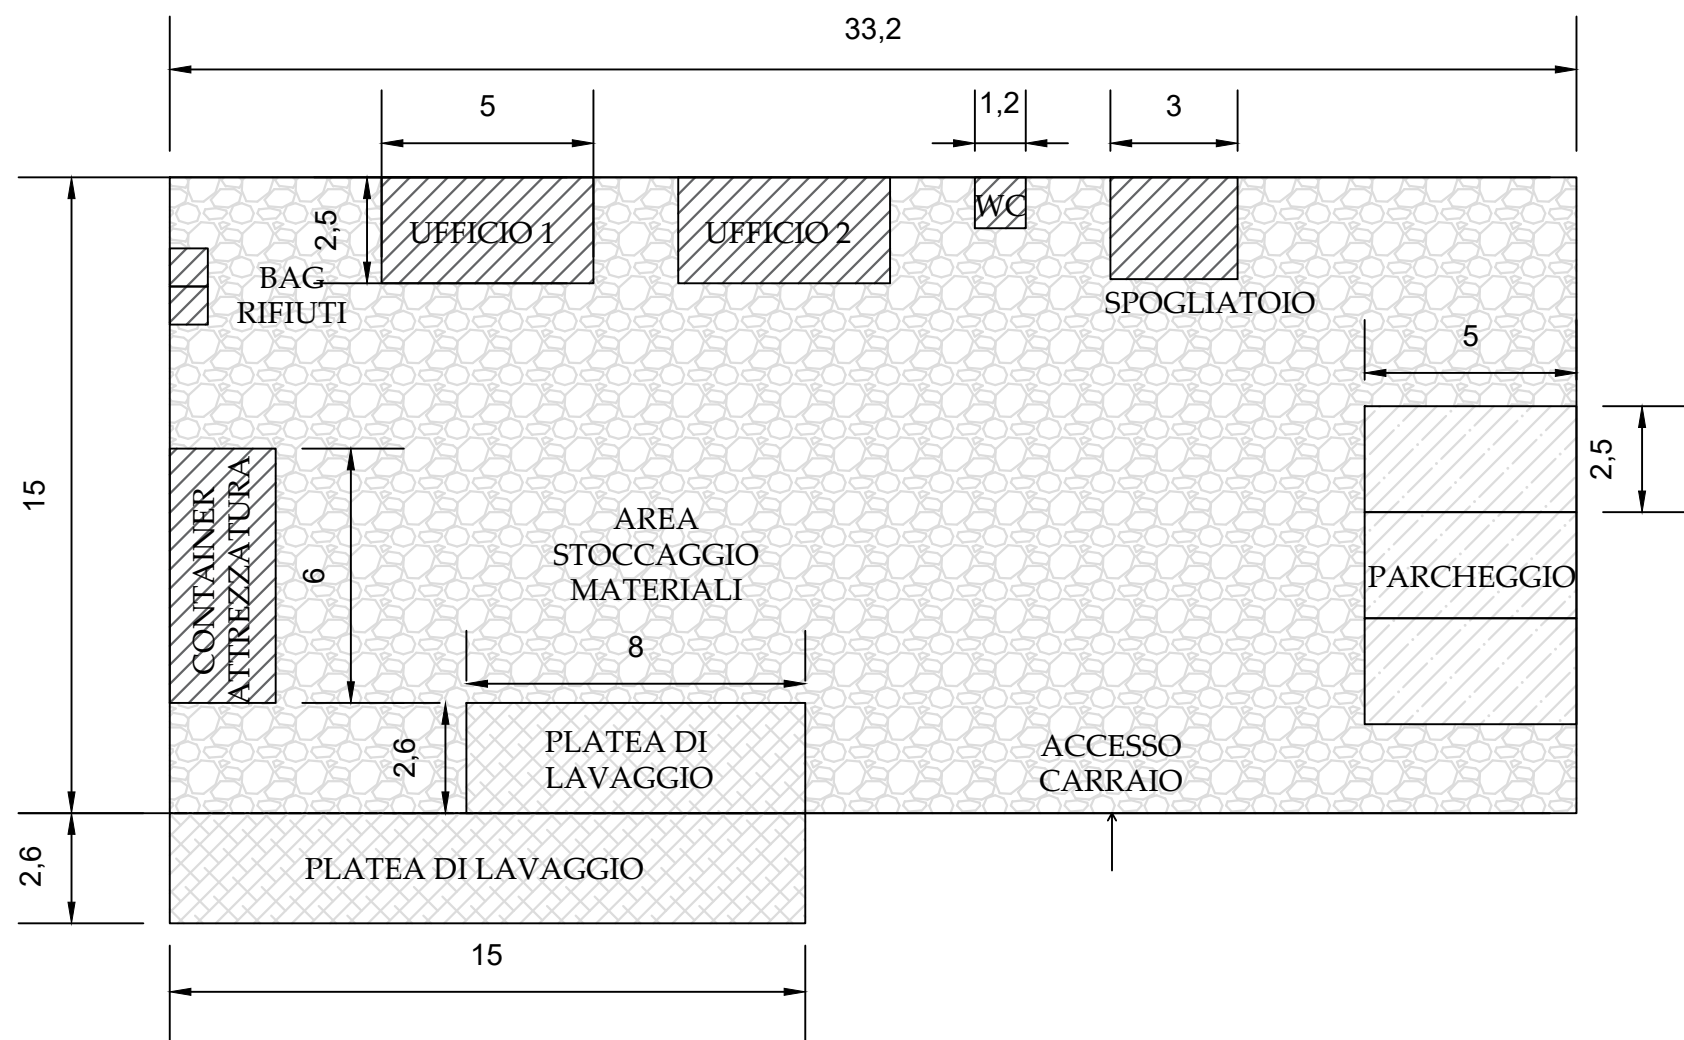 33,2
5
1,2
3
2,5
UFFICIO 1
UFFICIO 2
WC
BAG
RIFIUTI
SPOGLIATOIO
5
2,5
15
CONTAINER
ATTREZZATURA
6
AREA
STOCCAGGIO
MATERIALI
PARCHEGGIO
8
2,6
PLATEA DI
LAVAGGIO
ACCESSO
CARRAIO
2,6
PLATEA DI LAVAGGIO
15